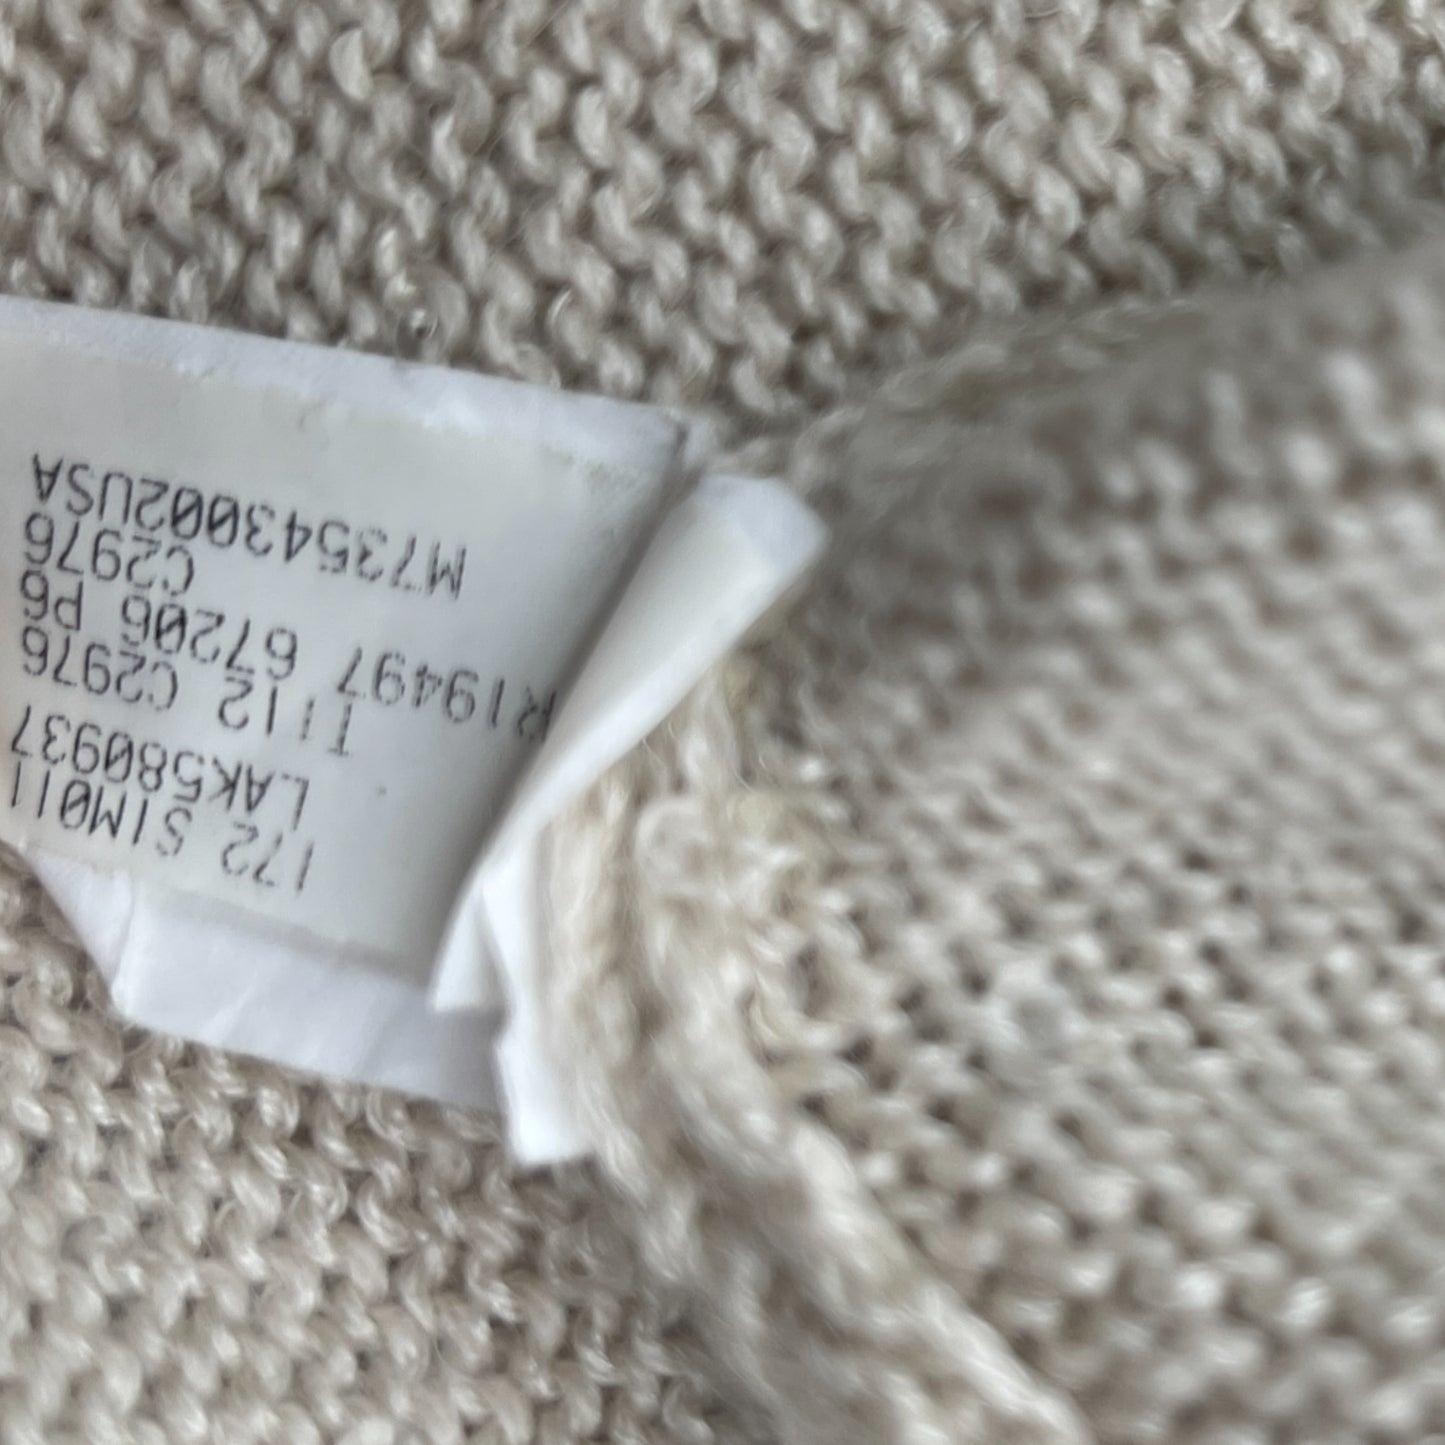 172 SIM011
LAK580937
T112 C2976
R19497 67206 P6
C2976
M73543002USA